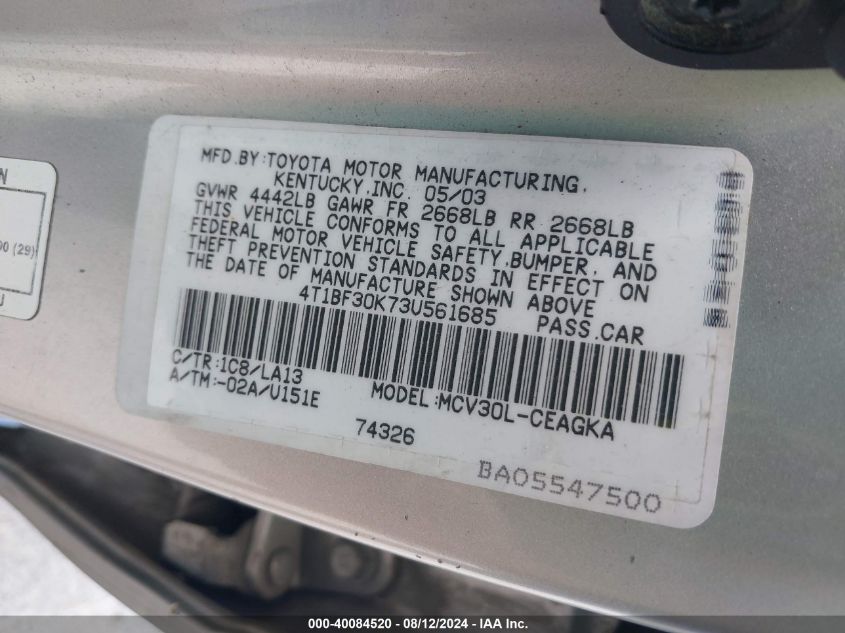 MFD.BY:TOYOTA MOTOR MANUFACTURING,
KENTUCKY,INC. 05/03
GVWR 4442LB GAWR FR 2668LB RR 2668LB
THIS VEHICLE CONFORMS TO ALL APPLICABLE
FEDERAL MOTOR VEHICLE SAFETY,BUMPER, AND
THEFT PREVENTION STANDARDS IN EFFECT ON
THE DATE OF MANUFACTURE SHOWN ABOVE
4T1BF30K73U561685 PASS.CAR
C/TR:1C8/LA13
A/TM:-02A/U151E
MODEL:MCV30L-CEAGKA
74326
BA05547500
N
00 (29)
U
000-40084520 - 08/12/2024 - IAA Inc.